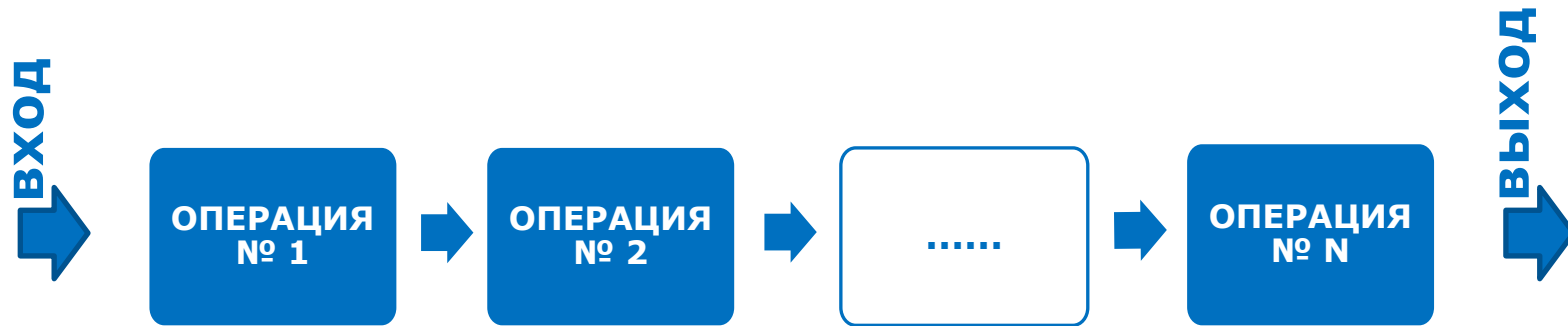 ВХОД
ОПЕРАЦИЯ
№ 1
ОПЕРАЦИЯ
№ 2
......
ОПЕРАЦИЯ
№ N
ВЫХОД